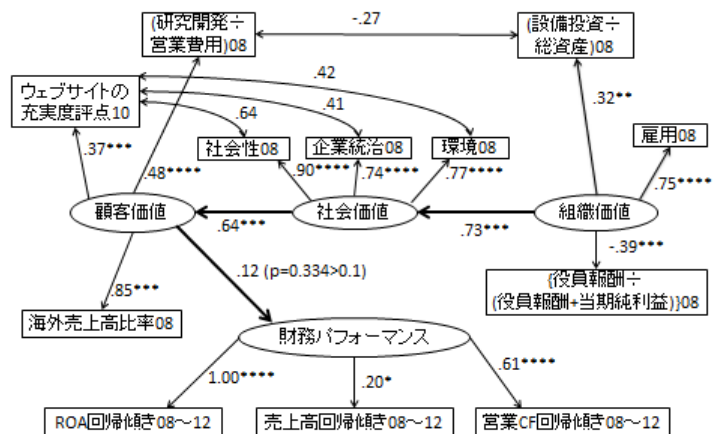 (研究開発÷
営業費用)08
-.27
(設備投資÷
総資産)08
ウェブサイトの
充実度評点10
.42
.41
.64
.32**
社会性08
企業統治08
環境08
雇用08
.37***
.48****
.90****
.74****
.77****
.75****
顧客価値
社会価値
組織価値
.64***
.73***
-.39***
.12 (p=0.334>0.1)
{役員報酬÷
(役員報酬+当期純利益)}08
.85***
海外売上高比率08
財務パフォーマンス
1.00****
.20*
.61****
ROA回帰傾き08～12
売上高回帰傾き08～12
営業CF回帰傾き08～12